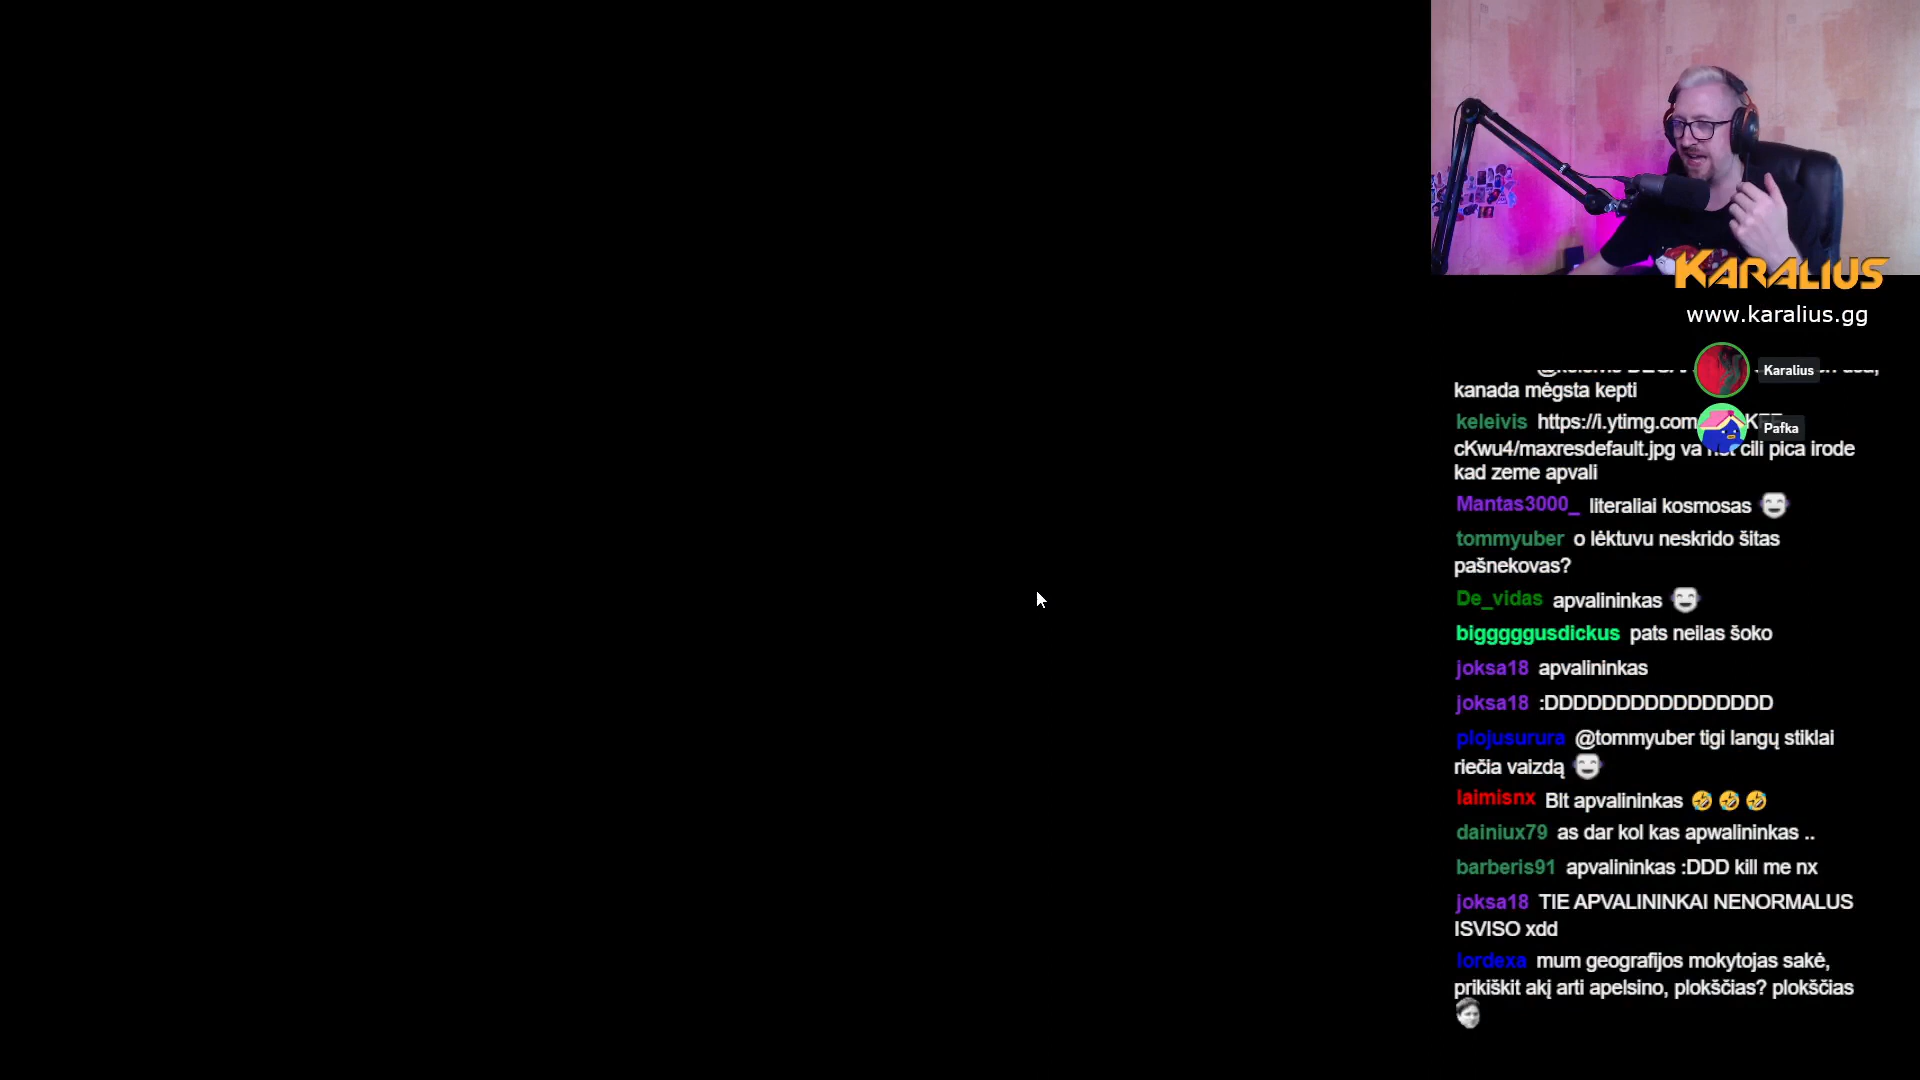 KARALIUS
www.karalius.gg
Karalius
kanada mėgsta kepti
Pafka
keleivis https://i.ytimg.com
cKwu4/maxresdefault.jpg va cili pica irode
kad zeme apvali
Mantas3000_ literaliai kosmosas
tommyuber o lėktuvu neskrido šitas
pašnekovas?
De_vidas apvalininkas
bigggggusdickus pats neilas šoko
joksa18 apvalininkas
joksa18 :DDDDDDDDDDDDDDDD
plojusurura @tommyuber tigi langų stiklai
riečia vaizdą
laimisnx Blt apvalininkas 🤣 🤣 🤣
dainiux79 as dar kol kas apwalininkas ..
barberis91 apvalininkas :DDD kill me nx
joksa18 TIE APVALININKAI NENORMALUS
ISVISO xdd
lordexa mum geografijos mokytojas sakė,
prikiškit akį arti apelsino, plokščias? plokščias